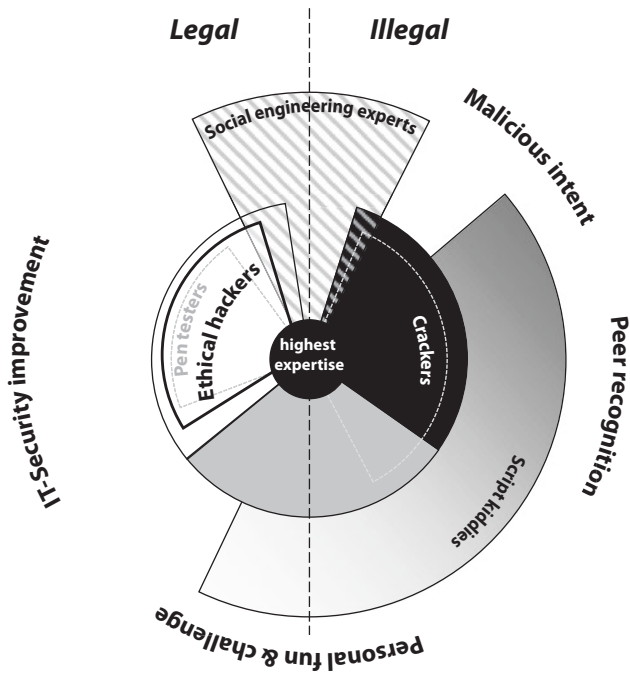 Legal
Illegal
Social engineering experts
Malicious intent
IT-Security improvement
Pen testers
Ethical hackers
highest
expertise
Crackers
Peer recognition
Script kiddies
Personal fun & challenge